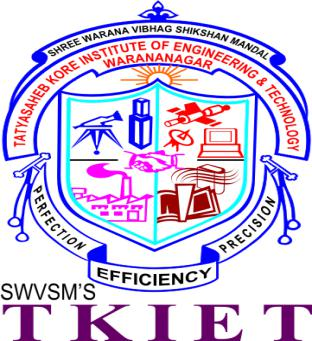 SHREE WARANA VIBHAG SHIKSHAN MANDAL
TATYASAHEB KORE INSTITUTE OF ENGINEERING & TECHNOLOGY
WARANANAGAR
PERFECTION
EFFICIENCY
PRECISION
SWVSM'S
TKIET